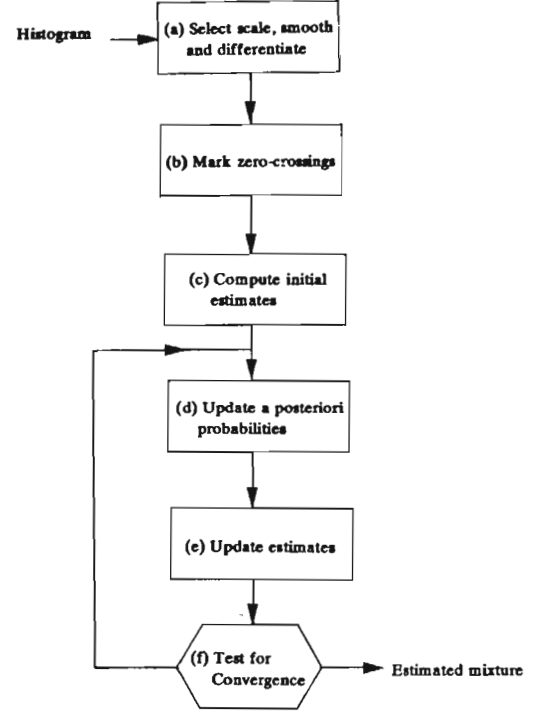 Histogram
(a) Select scale, smooth
and differentiate
(b) Mark zero-crossings
(c) Compute initial
estimates
(d) Update a posteriori
probabilities
(e) Update estimates
(f) Test for
Convergence
Estimated mixture